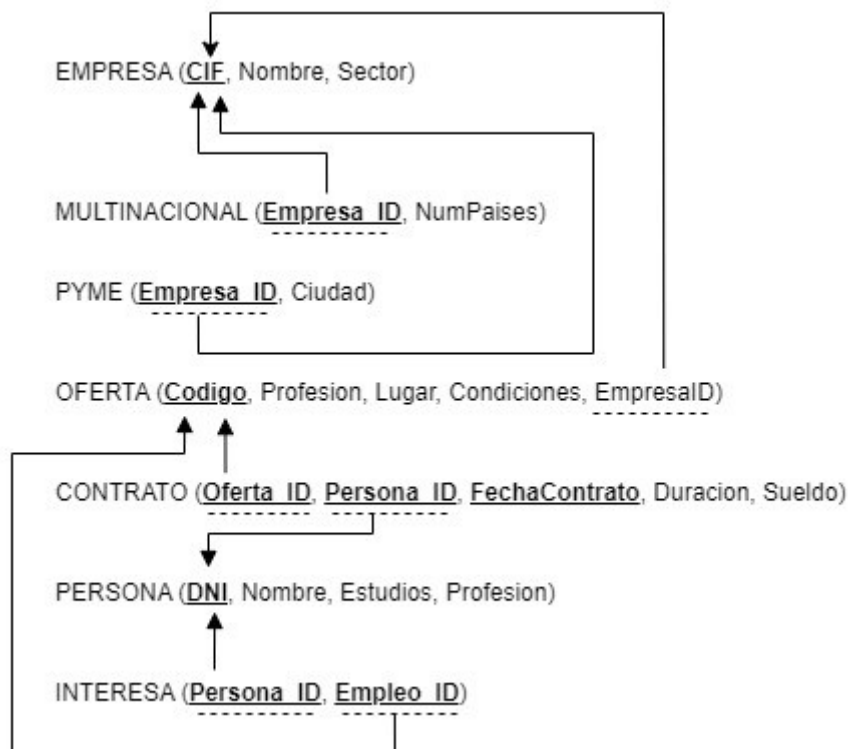 EMPRESA (CIF, Nombre, Sector)
MULTINACIONAL (Empresa_ID, NumPaises)
PYME (Empresa_ID, Ciudad)
OFERTA (Codigo, Profesion, Lugar, Condiciones, EmpresaID)
CONTRATO (Oferta_ID, Persona_ID, FechaContrato, Duracion, Sueldo)
PERSONA (DNI, Nombre, Estudios, Profesion)
INTERESA (Persona_ID, Empleo_ID)